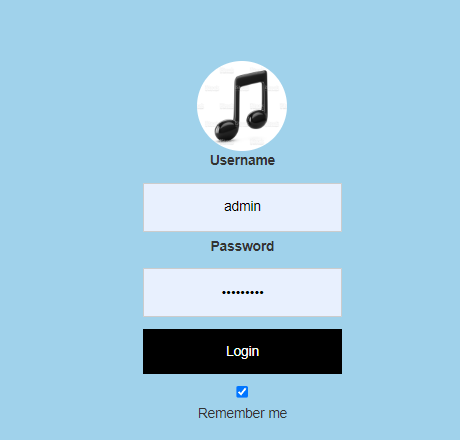 Username
admin
Password
•••••••••
Login
Remember me